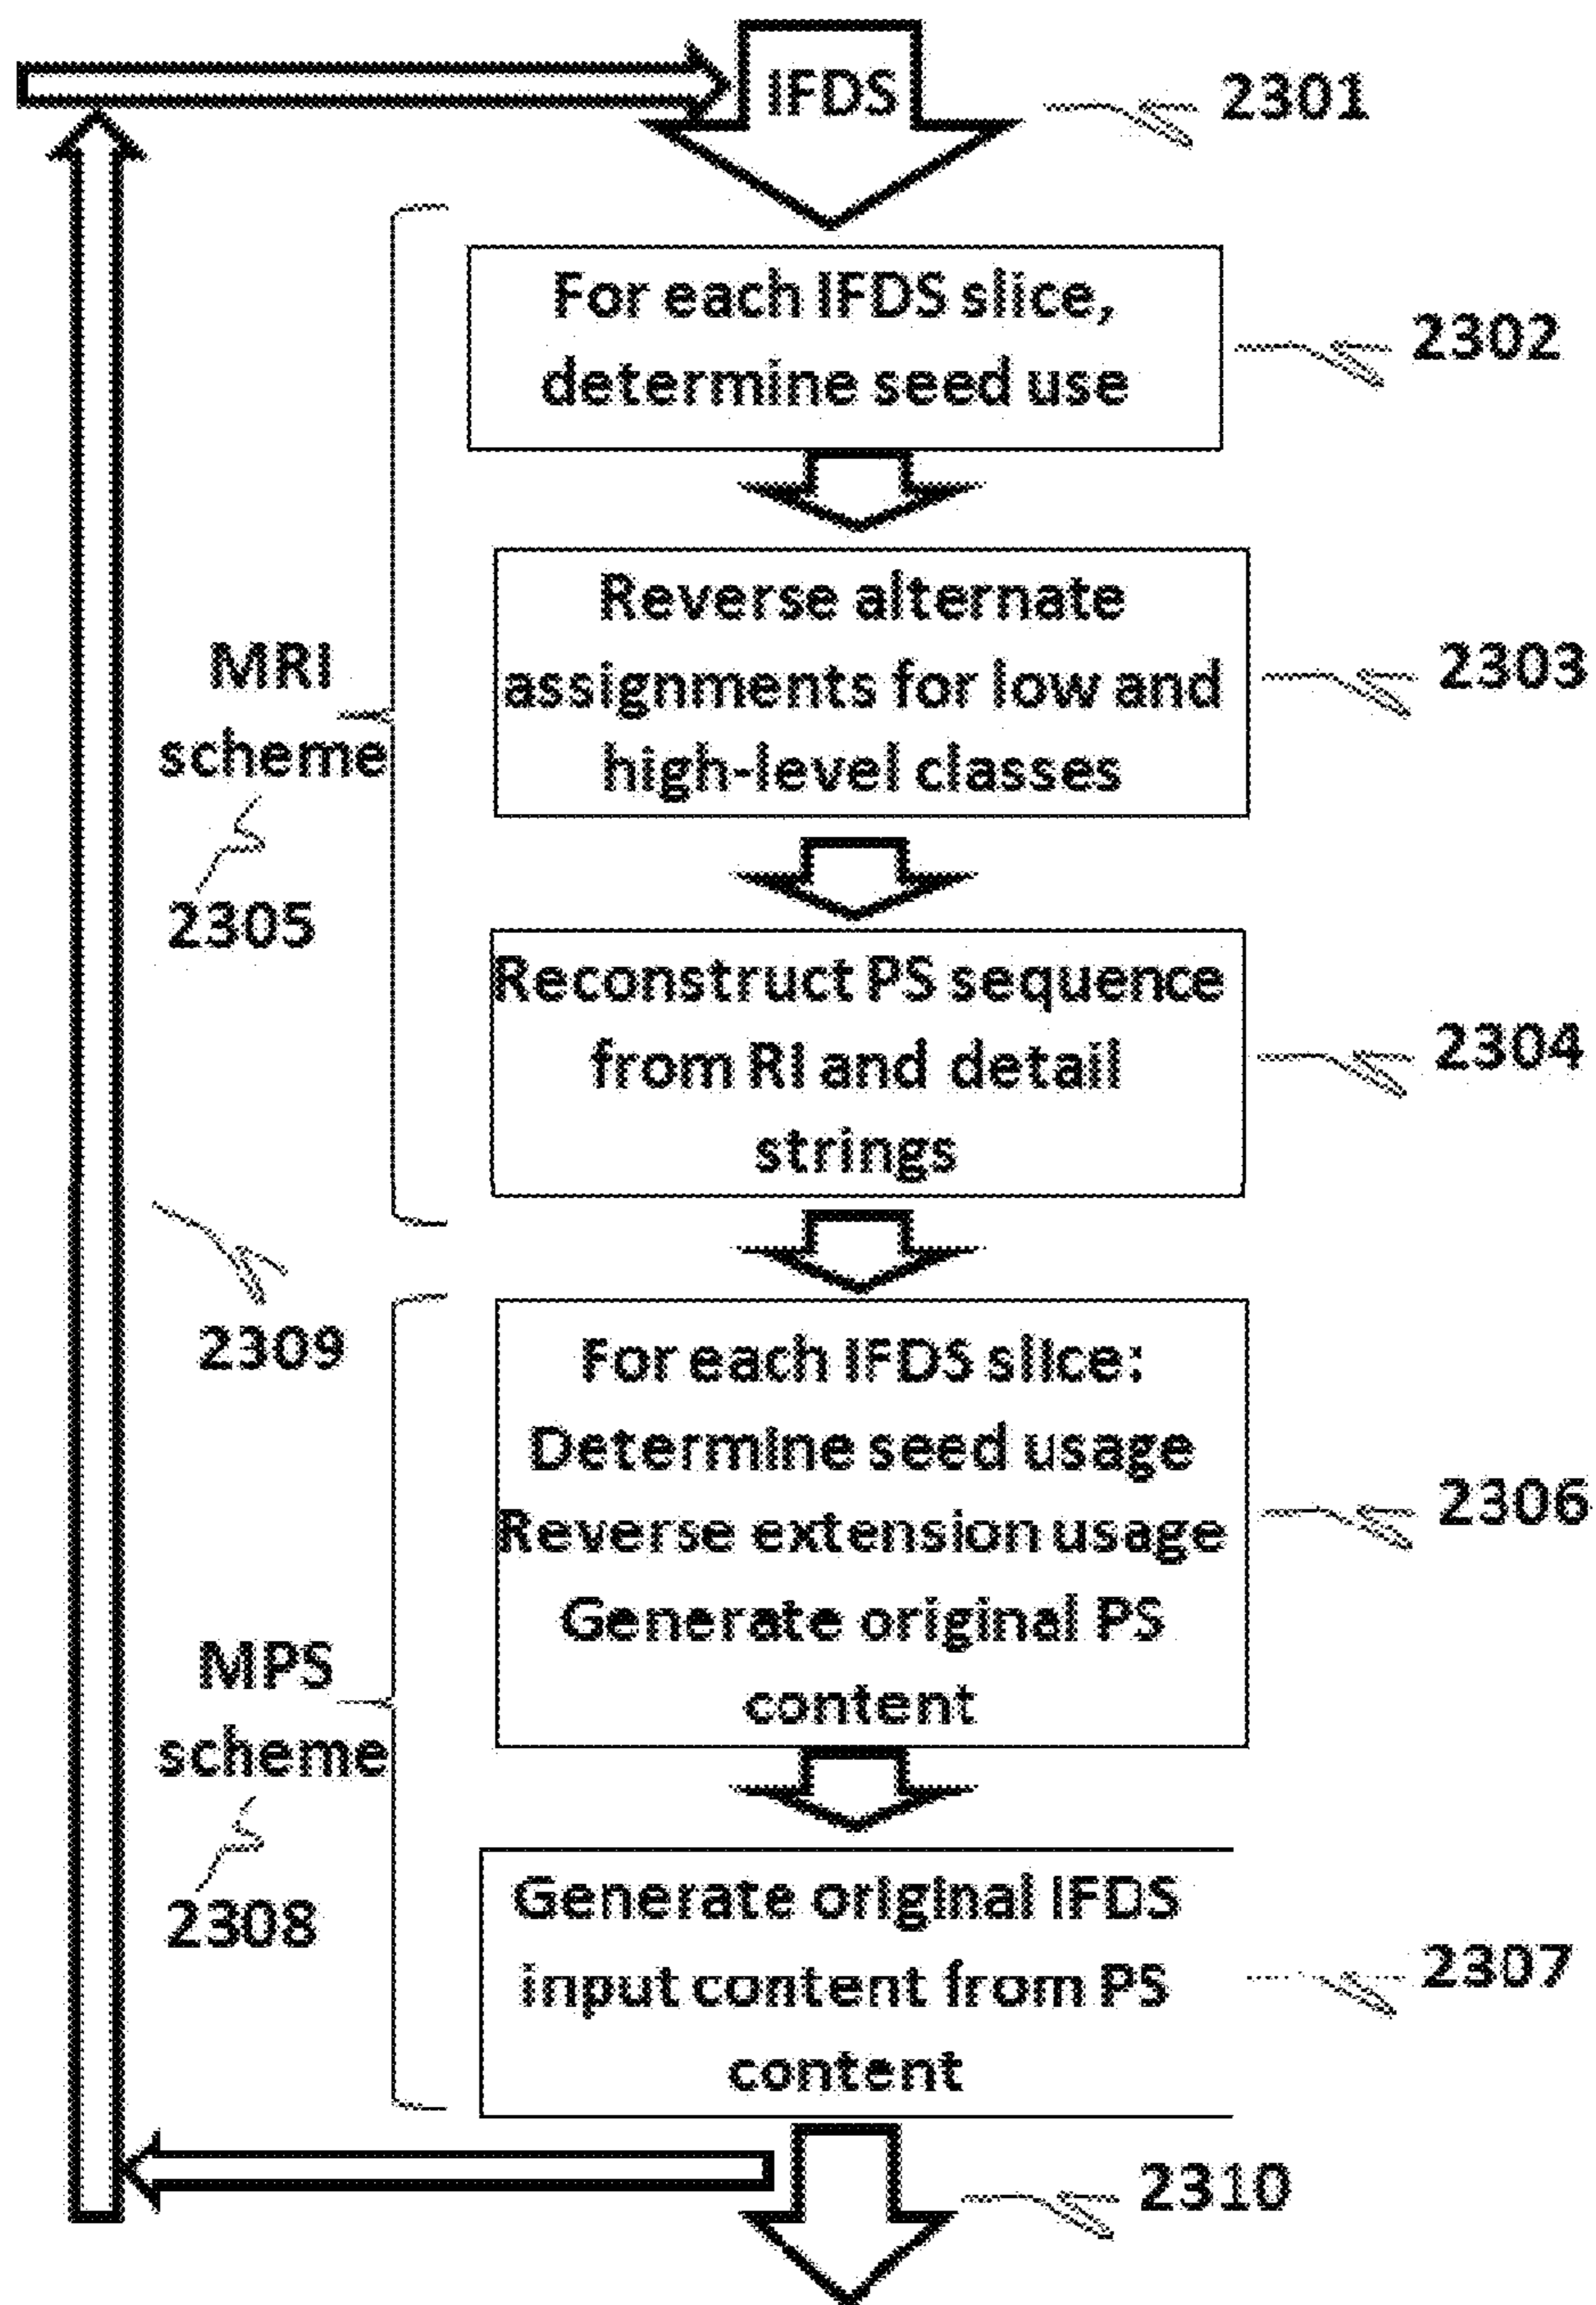 IFDS
2301
For each IFDS slice,
determine seed use
2302
Reverse alternate
assignments for low and
high-level classes
2303
MRI
scheme
2305
Reconstruct PS sequence
from RI and detail
strings
2304
2309
For each IFDS slice:
Determine seed usage
Reverse extension usage
Generate original PS
content
2306
MPS
scheme
2308
Generate original IFDS
input content from PS
content
2307
2310